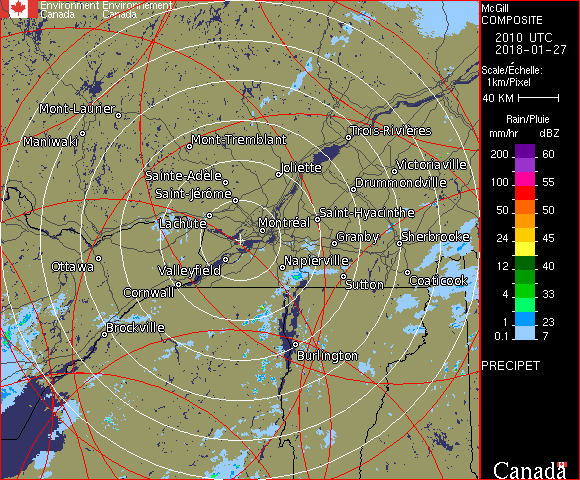 Environment Environnement
Canada Canada
Mont-Laurier
Maniwaki
Mont-Tremblant
Trois-Rivières
Sainte-Adèle
Joliette
Victoriaville
Saint-Jérôme
Drummondville
Lachute
Montréal
Saint-Hyacinthe
Granby
Sherbrooke
Ottawa
Valleyfield
Napierville
Sutton
Coaticook
Cornwall
Brockville
Burlington
McGill
COMPOSITE
2010 UTC
2018-01-27
Scale/Échelle:
1km/Pixel
40 KM
Rain/Pluie
mm/hr dBZ
200 60
155
100 55
50 50
24 45
12 40
4 33
1 23
0.1 7
PRECIPET
Canada